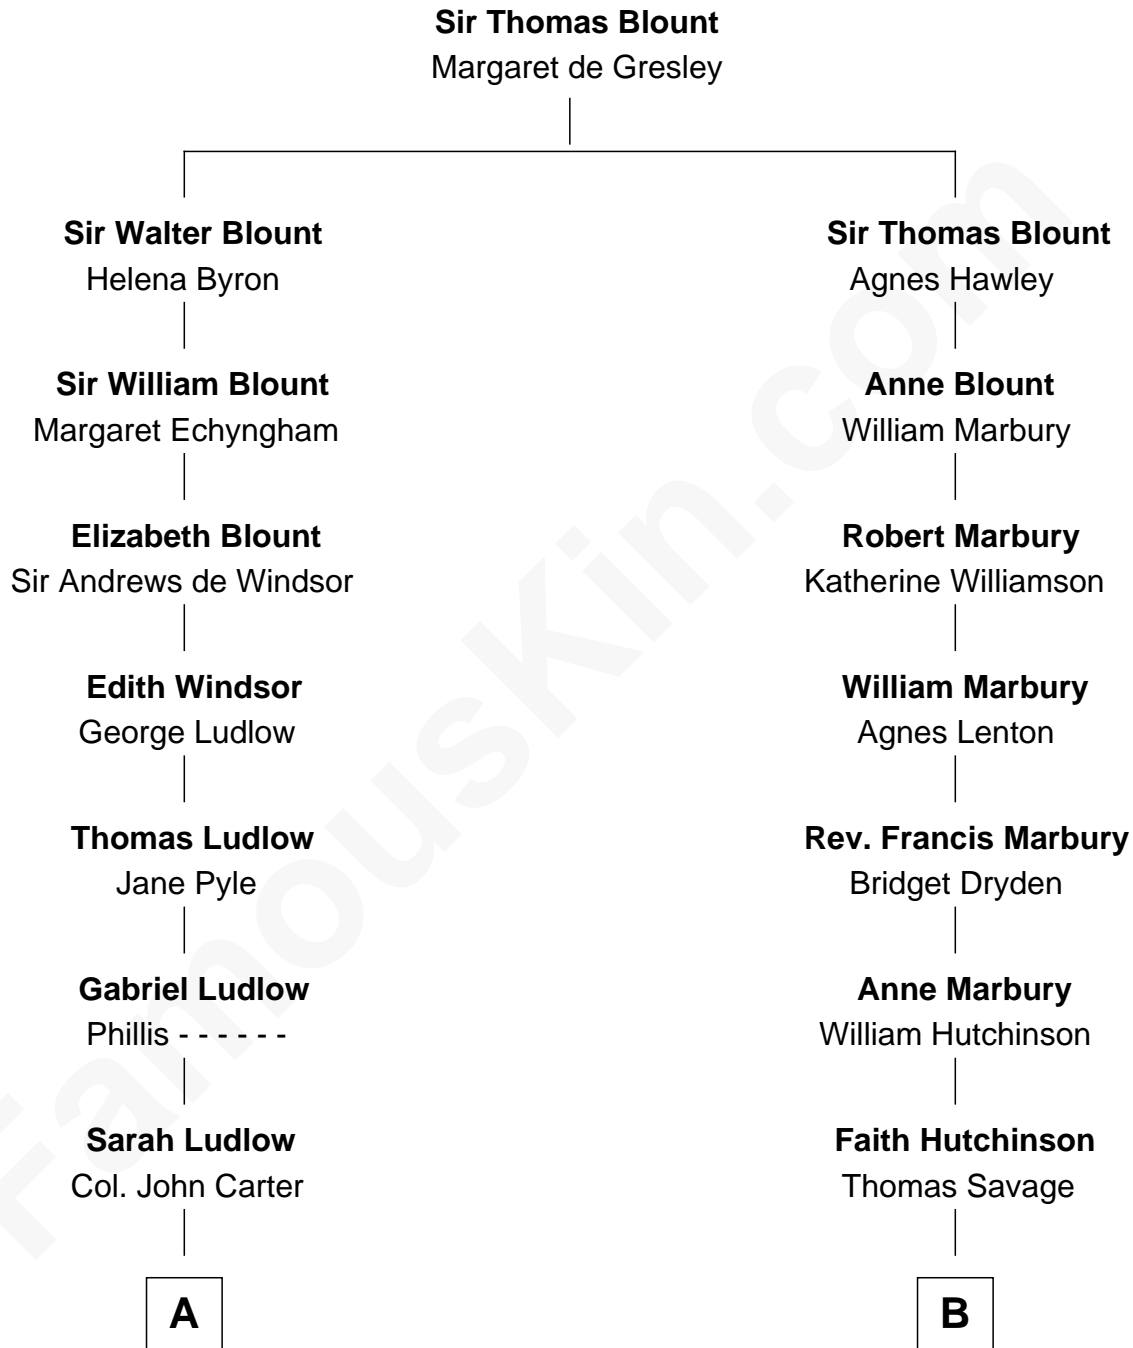 Sir Thomas Blount
Margaret de Gresley
Sir Walter Blount
Helena Byron
Sir Thomas Blount
Agnes Hawley
Sir William Blount
Margaret Echyngham
Anne Blount
William Marbury
Elizabeth Blount
Sir Andrews de Windsor
Robert Marbury
Katherine Williamson
Edith Windsor
George Ludlow
William Marbury
Agnes Lenton
Thomas Ludlow
Jane Pyle
Rev. Francis Marbury
Bridget Dryden
Gabriel Ludlow
Phillis - - - - - -
Anne Marbury
William Hutchinson
Sarah Ludlow
Col. John Carter
Faith Hutchinson
Thomas Savage
A
B
FamousKin.com